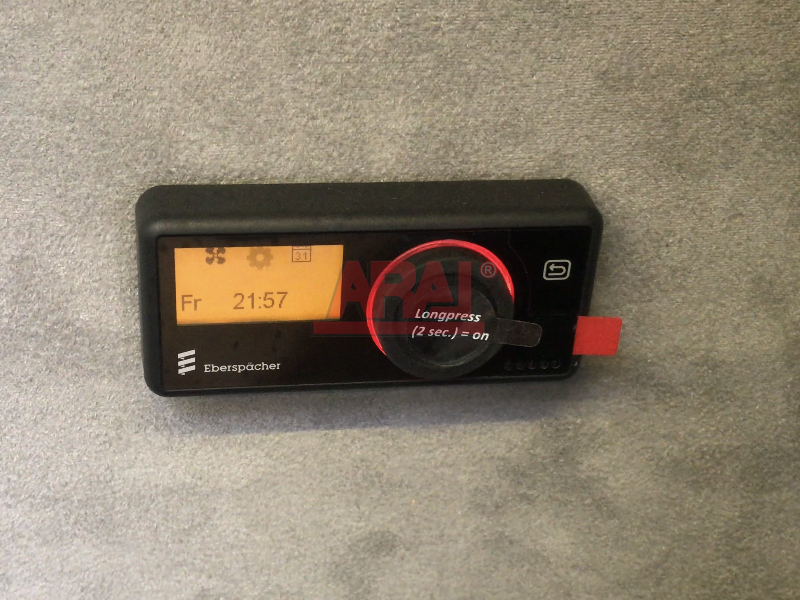 31
Fr 21:57
ARAL ®
Longpress
(2 sec.) = on
Eberspächer